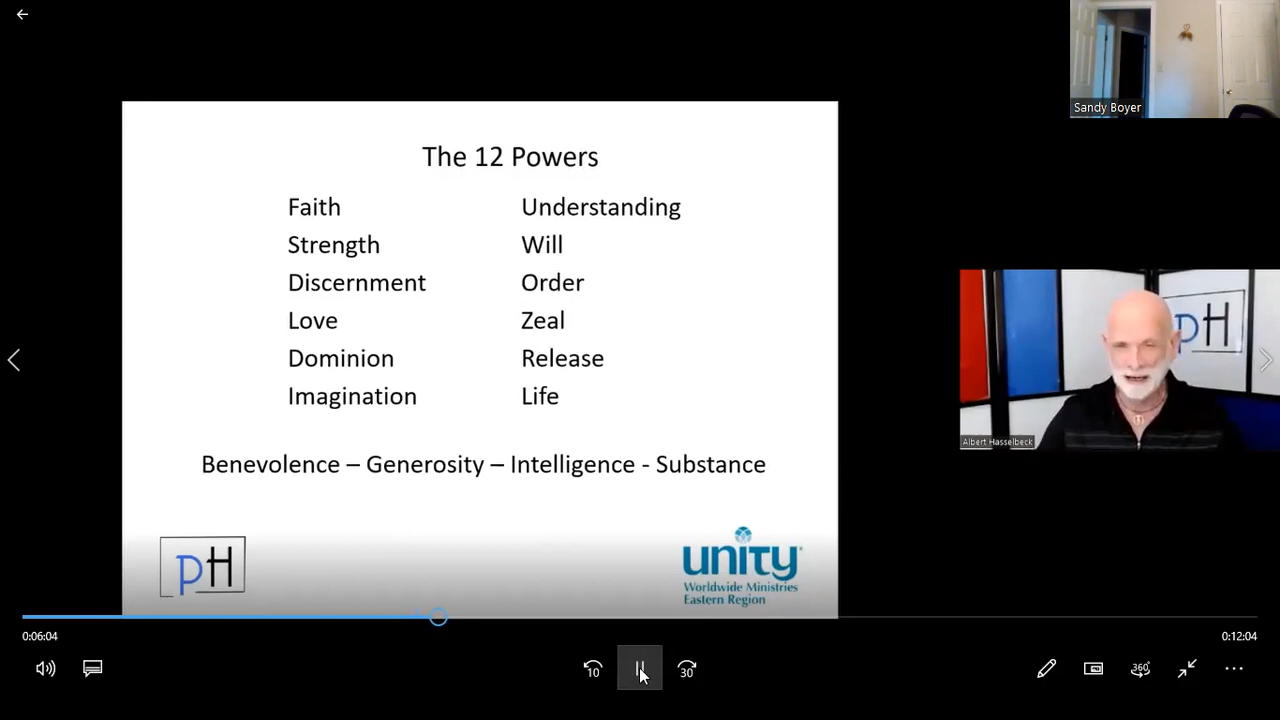 Sandy Boyer
The 12 Powers
Faith Understanding
Strength Will
Discernment Order
Love Zeal
Dominion Release
Imagination Life
Benevolence – Generosity – Intelligence - Substance
pH
unity
Worldwide Ministries
Eastern Region
pH
Albert Hasselbeck
0:06:04 0:12:04
10 30 360